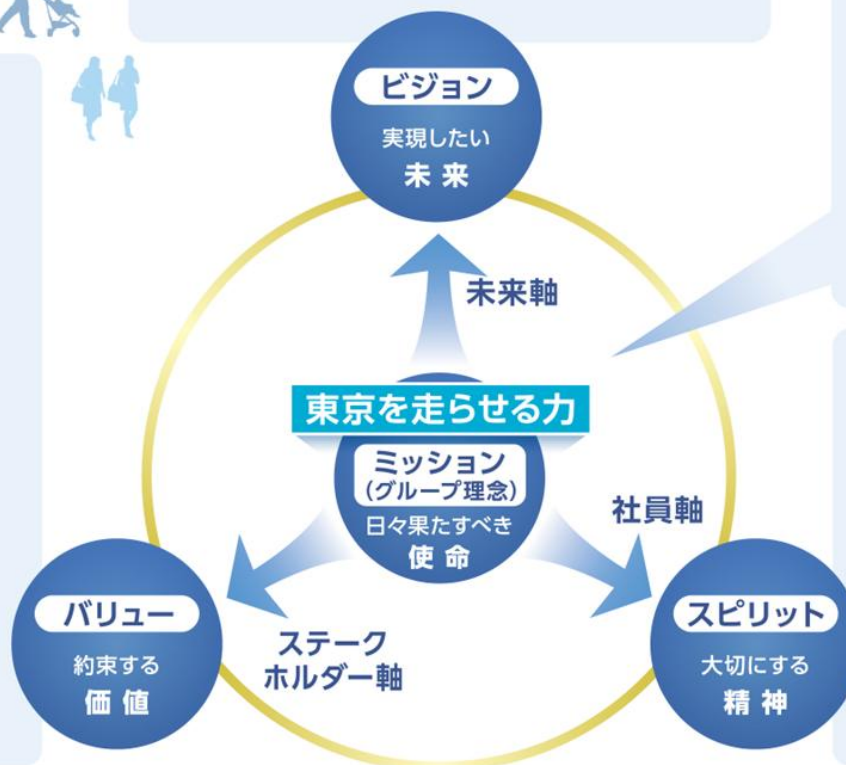 ビジョン
実現したい
未来
未来軸
東京を走らせる力
ミッション
(グループ理念)
日々果たすべき
使命
社員軸
バリュー
約束する
価値
ステーク
ホルダー軸
スピリット
大切にする
精神